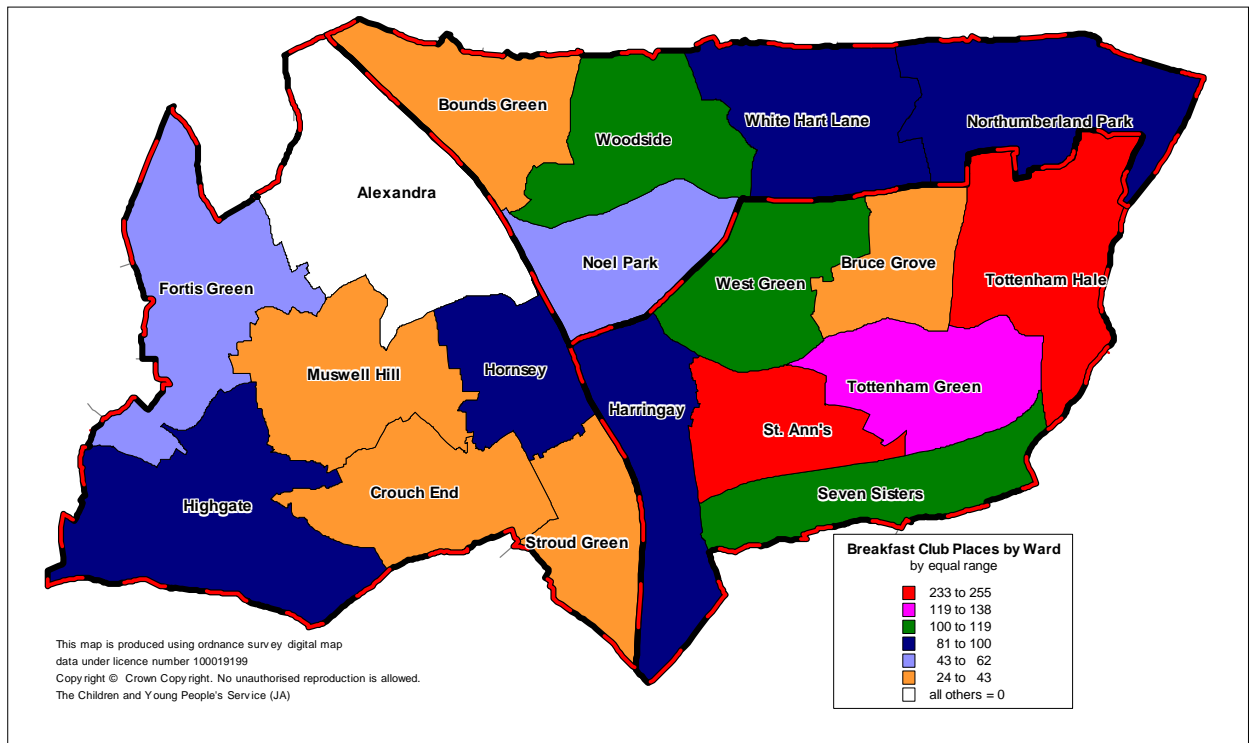 Bounds Green
Woodside
White Hart Lane
Northumberland Park
Alexandra
Noel Park
West Green
Bruce Grove
Tottenham Hale
Fortis Green
Muswell Hill
Hornsey
Harringay
Tottenham Green
St. Ann's
Highgate
Crouch End
Seven Sisters
Stroud Green
Breakfast Club Places by Ward
by equal range
233 to 255
119 to 138
100 to 119
81 to 100
43 to 62
24 to 43
all others = 0
This map is produced using ordnance survey digital map
data under licence number 100019199
Copyright © Crown Copyright. No unauthorised reproduction is allowed.
The Children and Young People's Service (JA)